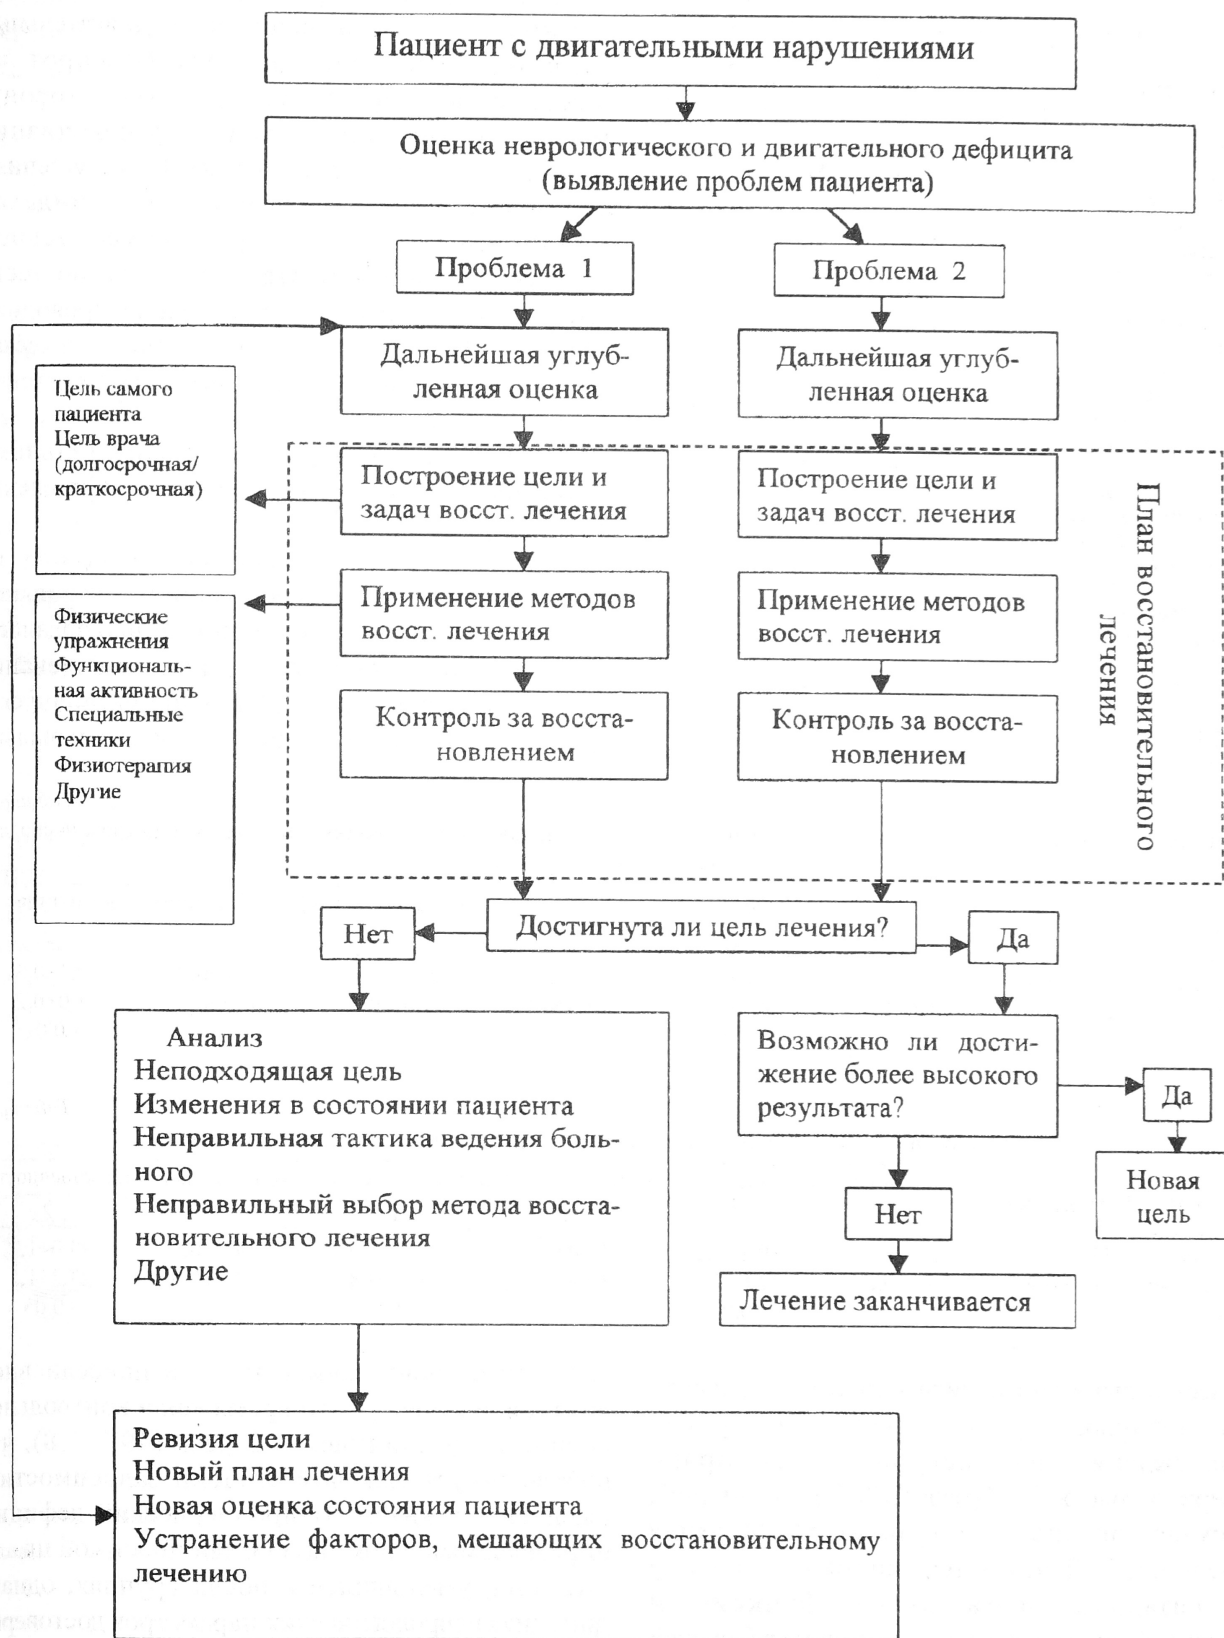 Пациент с двигательными нарушениями
Оценка неврологического и двигательного дефицита
(выявление проблем пациента)
Проблема 1
Проблема 2
Дальнейшая углуб-
ленная оценка
Дальнейшая углуб-
ленная оценка
Цель самого
пациента
Цель врача
(долгосрочная/
краткосрочная)
Построение цели и
задач восст. лечения
Построение цели и
задач восст. лечения
План восстановительного
лечения
Физические
упражнения
Функциональ-
ная активность
Специальные
техники
Физиотерапия
Другие
Применение методов
восст. лечения
Применение методов
восст. лечения
Контроль за восста-
новлением
Контроль за восста-
новлением
Достигнута ли цель лечения?
Нет
Да
Анализ
Неподходящая цель
Изменения в состоянии пациента
Неправильная тактика ведения боль-
ного
Неправильный выбор метода восста-
новительного лечения
Другие
Возможно ли дости-
жение более высокого
результата?
Да
Новая
цель
Нет
Лечение заканчивается
Ревизия цели
Новый план лечения
Новая оценка состояния пациента
Устранение факторов, мешающих восстановительному
лечению